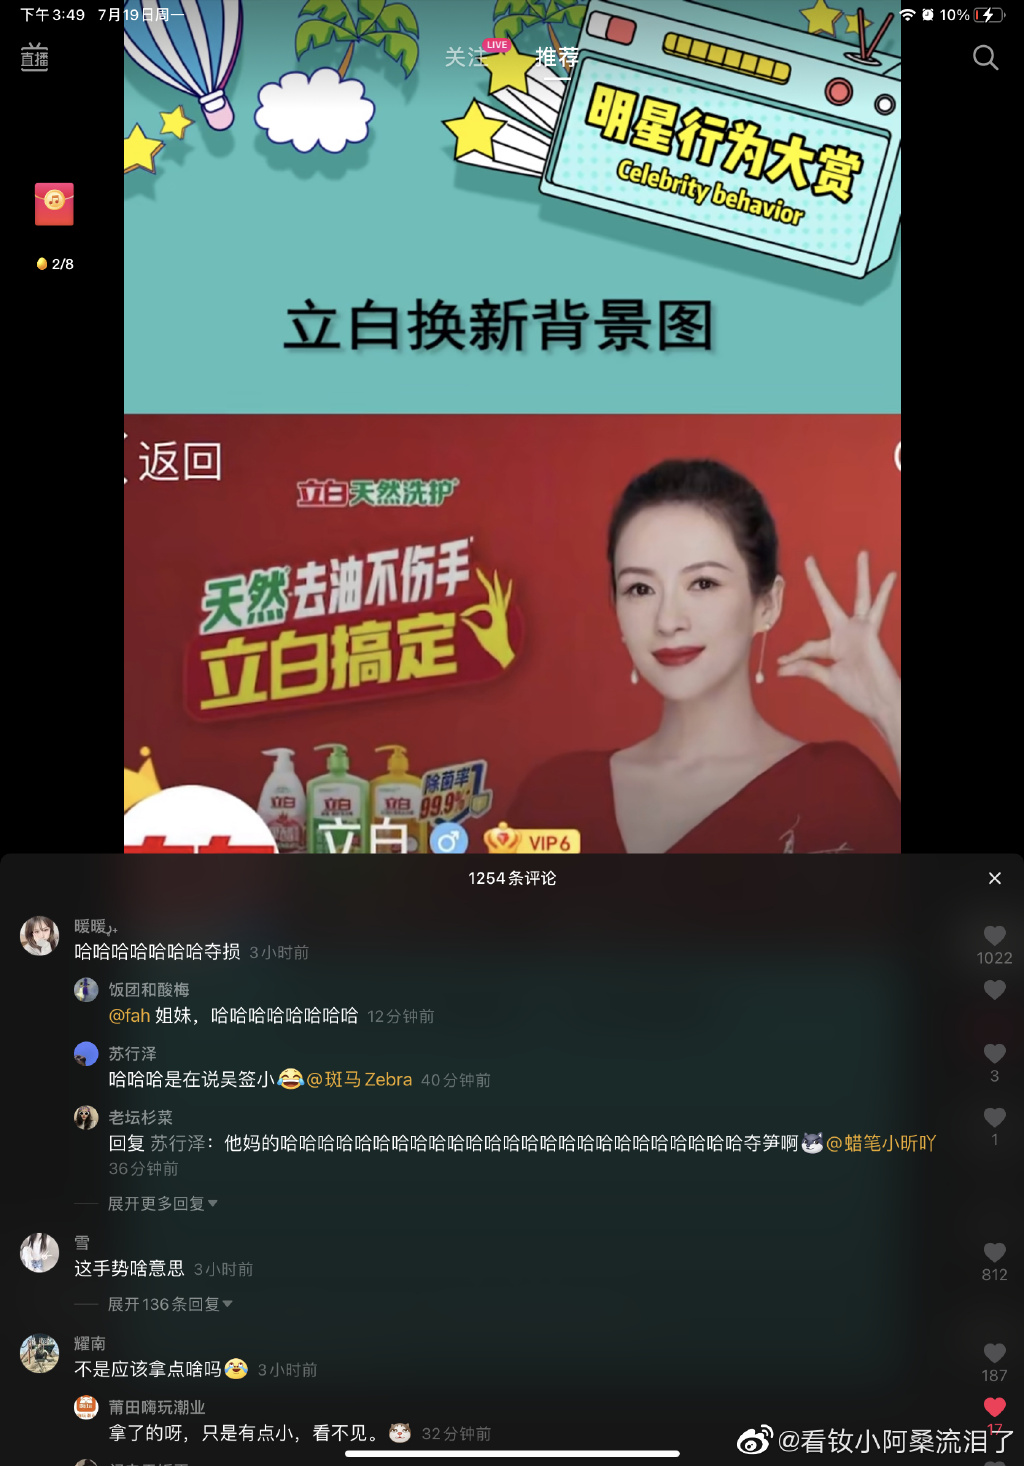 下午3:49 7月19日周一
10%
直播
关注
LIVE
推荐
明星行为大赏
Celebrity behavior
2/8
立白换新背景图
返回
立白天然洗护
天然去油不伤手
立白搞定
立白
立白
立白
除菌率
99.9%
立白
VIP6
1254条评论
暖暖
哈哈哈哈哈哈哈夺损 3小时前
1022
饭团和酸梅
@fah 姐妹，哈哈哈哈哈哈哈哈 12分钟前
苏行泽
哈哈哈是在说吴签小😂@斑马Zebra 40分钟前
3
老坛杉菜
回复 苏行泽：他妈的哈哈哈哈哈哈哈哈哈哈哈哈哈哈哈哈哈哈哈哈哈哈哈哈哈夺笋啊@蜡笔小昕吖
36分钟前
1
展开更多回复
雪
这手势啥意思 3小时前
812
展开136条回复
耀南
不是应该拿点啥吗😂 3小时前
187
莆田嗨玩潮业
拿了的呀，只是有点小，看不见。 32分钟前
17
@看钕小阿桑流泪了